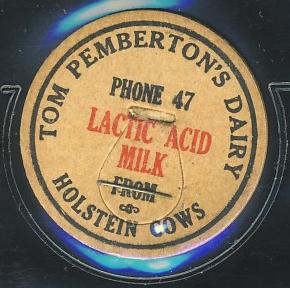 TOM PEMBERTON'S DAIRY
PHONE 47
LACTIC ACID
MILK
FROM
HOLSTEIN COWS